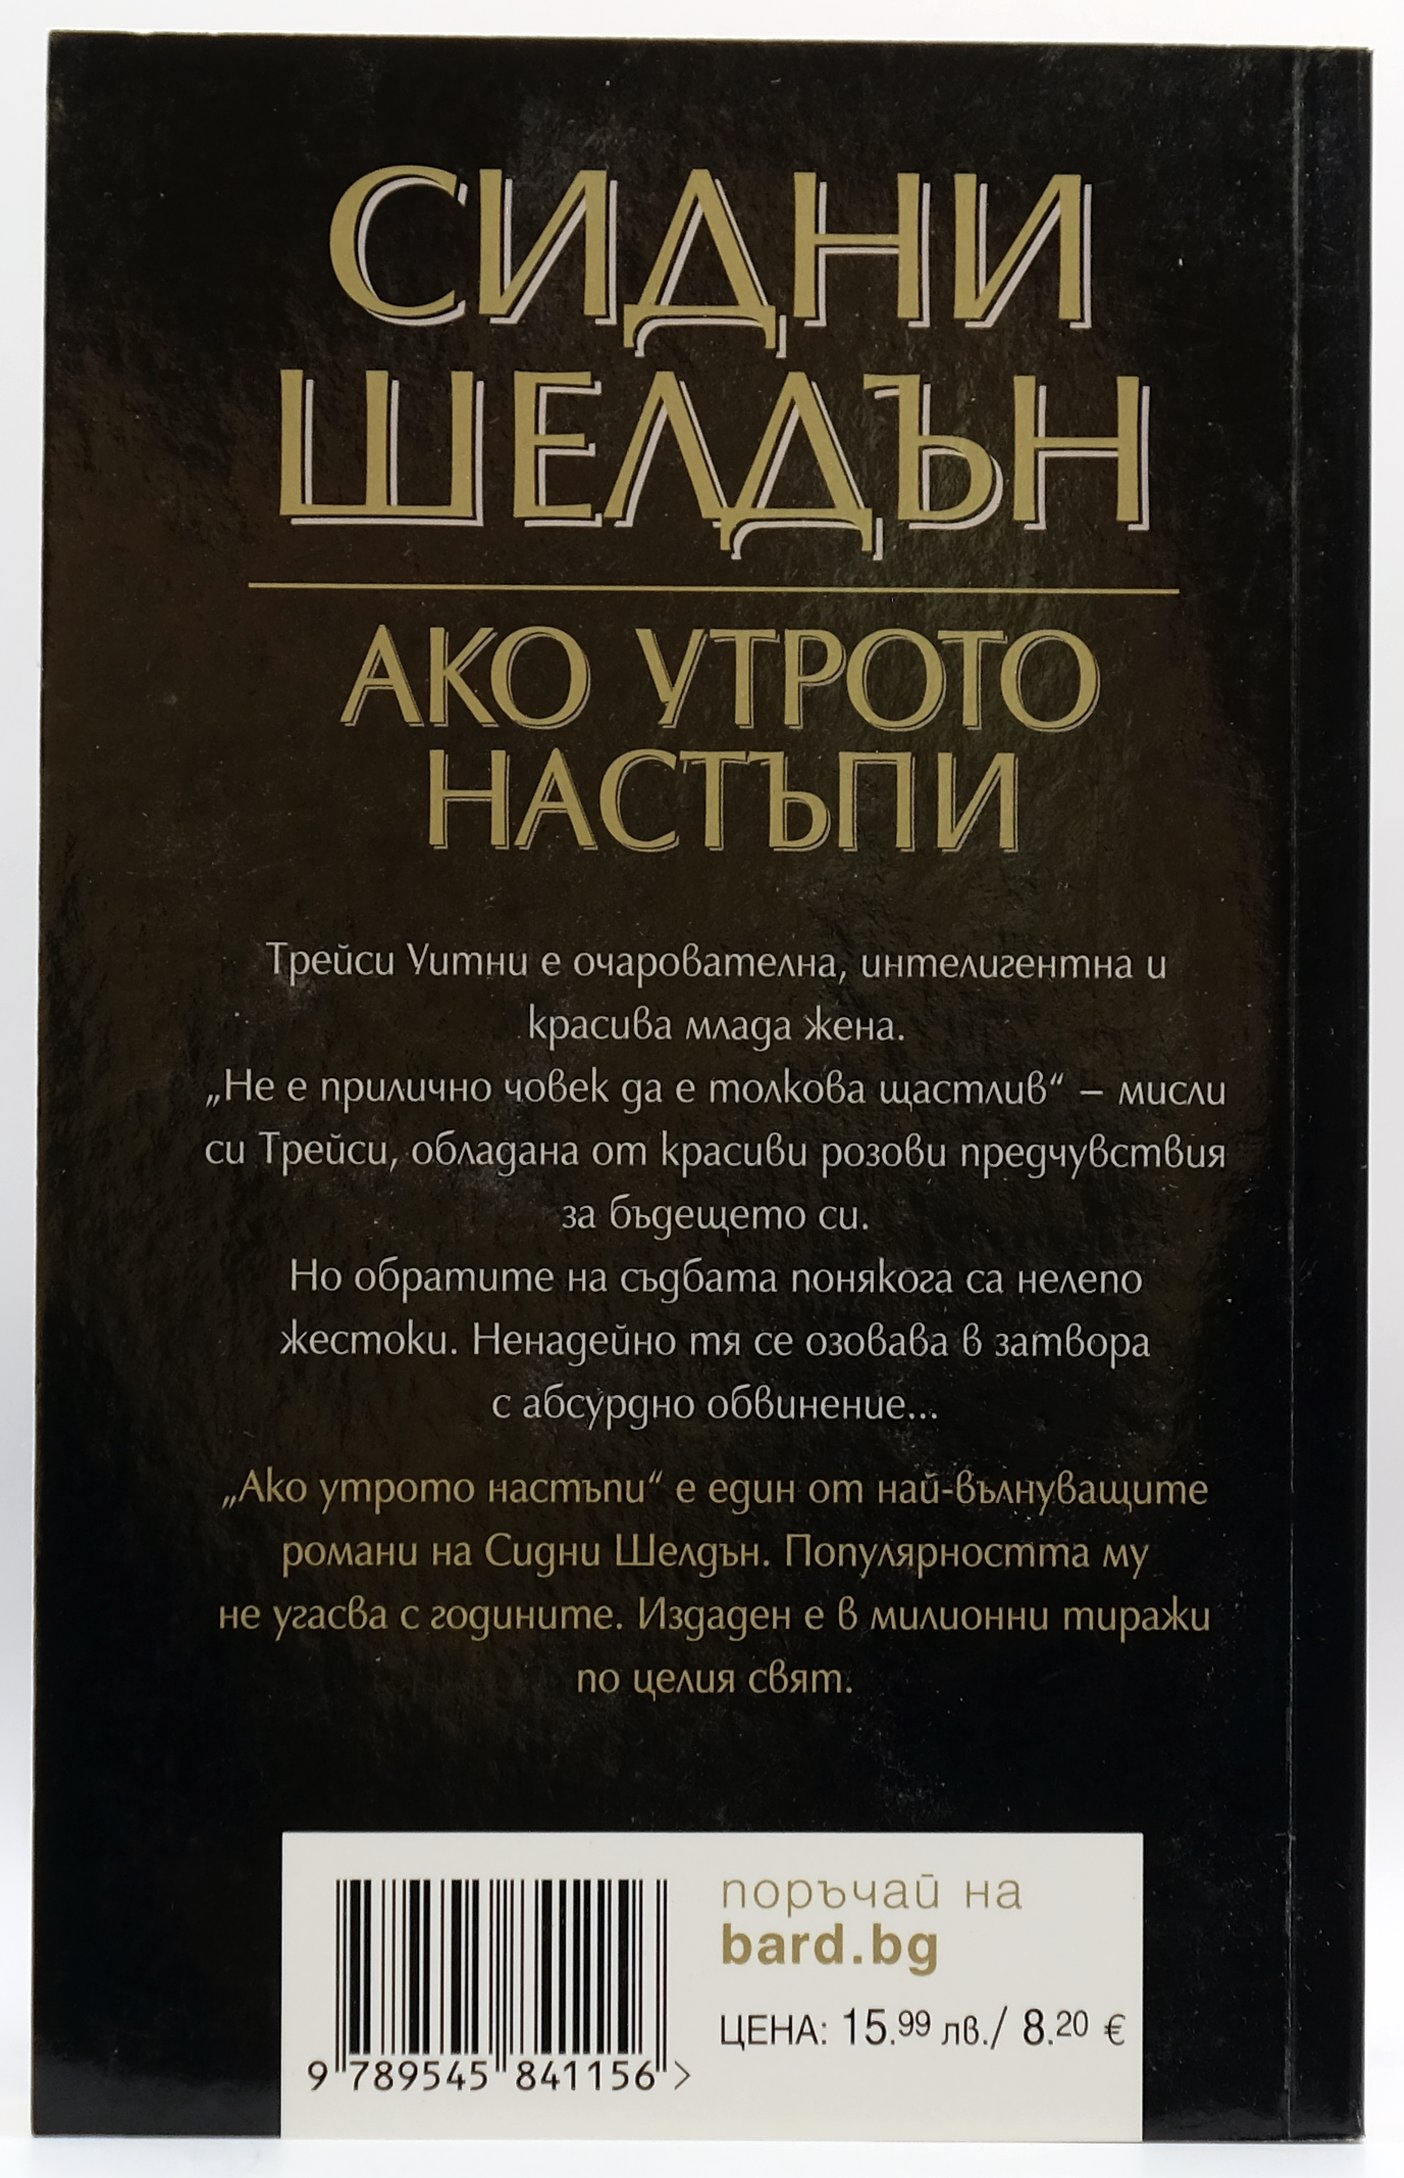 СИДНИ
ШЕЛДЪН
АКО УТРОТО
НАСТЪПИ
Трейси Уитни е очарователна, интелигентна и
красива млада жена.
„Не е прилично човек да е толкова щастлив“ – мисли
си Трейси, обладана от красиви розови предчувствия
за бъдещето си.
Но обратите на съдбата понякога са нелепо
жестоки. Ненадейно тя се озовава в затвора
с абсурдно обвинение...
„Ако утрото настъпи“ е един от най-вълнуващите
романи на Сидни Шелдън. Популярността му
не угасва с годините. Издаден е в милионни тиражи
по целия свят.
поръчай на
bard.bg
ЦЕНА: 15.99 лв./ 8.20 €
9 789545 841156 >